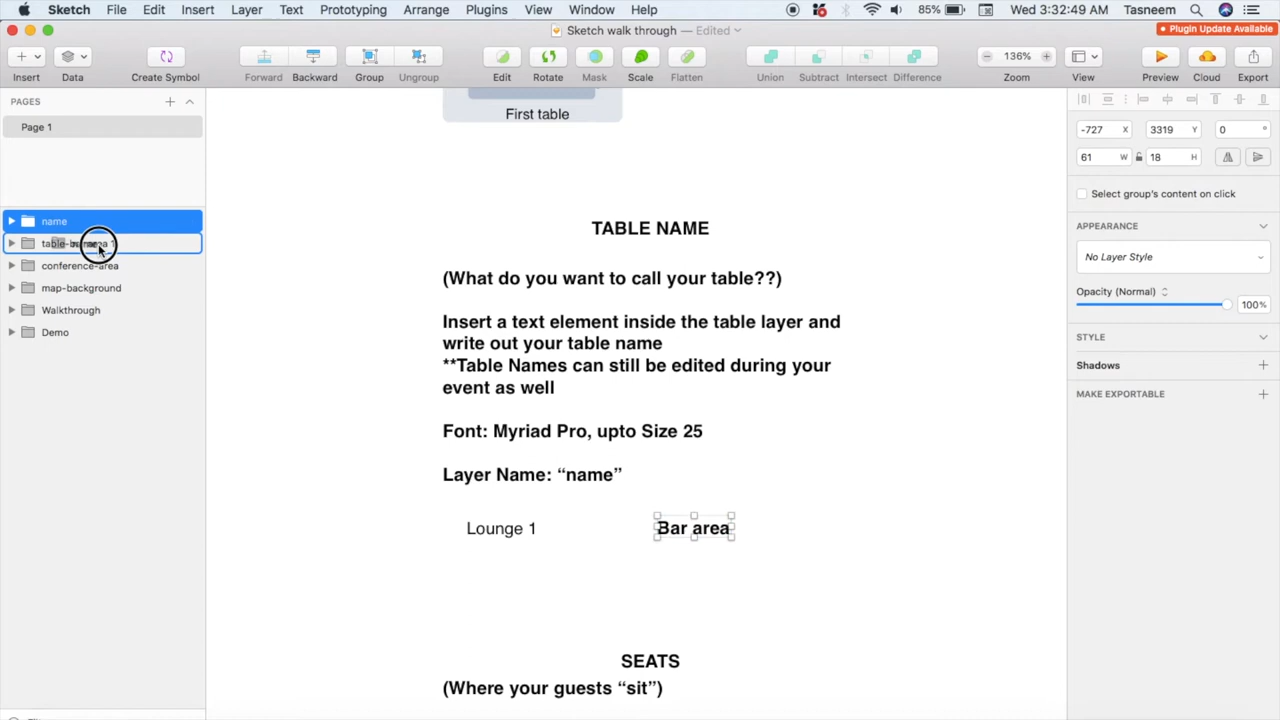 Sketch File Edit Insert Layer Text Prototyping Arrange Plugins View Window Help 85% Wed 3:32:49 AM Tasneem
Sketch walk through — Edited
Plugin Update Available
Insert Data Create Symbol Forward Backward Group Ungroup Edit Rotate Mask Scale Flatten Union Subtract Intersect Difference 136% Zoom View Preview Cloud Export
PAGES
Page 1
name
conference-area
map-background
Walkthrough
Demo
First table
TABLE NAME
(What do you want to call your table??)
Insert a text element inside the table layer and
write out your table name
**Table Names can still be edited during your
event as well
Font: Myriad Pro, upto Size 25
Layer Name: “name”
Lounge 1 Bar area
SEATS
(Where your guests “sit”)
-727 X 3319 Y 0 °
61 W 18 H
Select group's content on click
APPEARANCE
No Layer Style
Opacity (Normal) 100%
STYLE
Shadows
MAKE EXPORTABLE